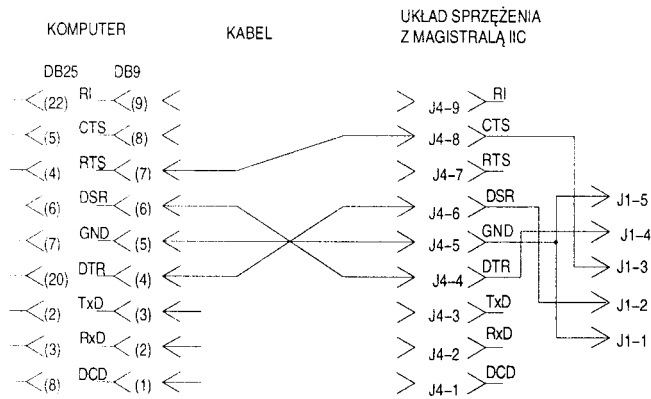 UKŁAD SPRZĘŻENIA
KOMPUTER KABEL Z MAGISTRALĄ IIC
DB25 DB9
(22) RI (9) J4-9 RI
(5) CTS (8) J4-8 CTS
(4) RTS (7) J4-7 RTS
(6) DSR (6) J4-6 DSR J1-5
(7) GND (5) J4-5 GND J1-4
(20) DTR (4) J4-4 DTR J1-3
(2) TxD (3) J4-3 TxD J1-2
(3) RxD (2) J4-2 RxD J1-1
(8) DCD (1) J4-1 DCD